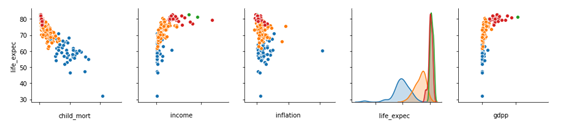 80
70
60
50
40
30
life_expec
child_mort
income
inflation
life_expec
gdpp